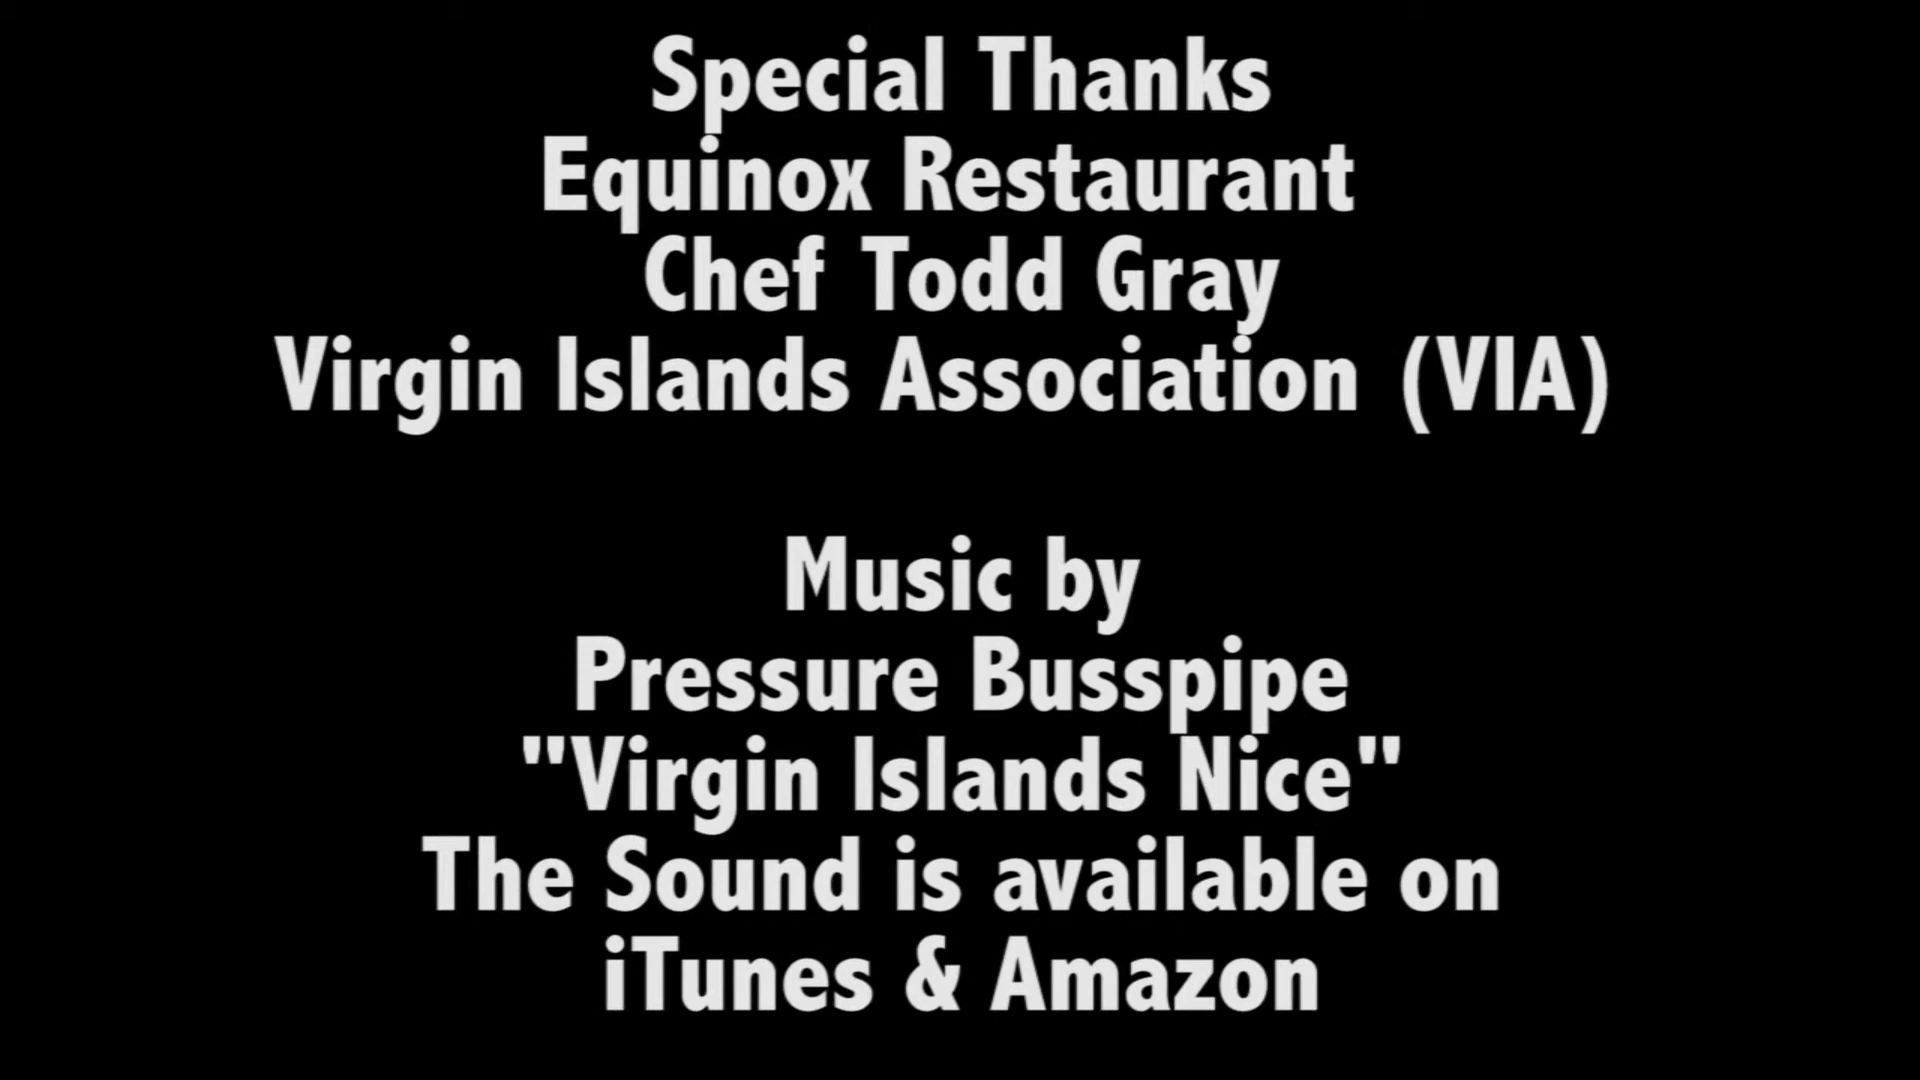 Special Thanks
Equinox Restaurant
Chef Todd Gray
Virgin Islands Association (VIA)
Music by
Pressure Busspipe
"Virgin Islands Nice"
The Sound is available on
iTunes & Amazon